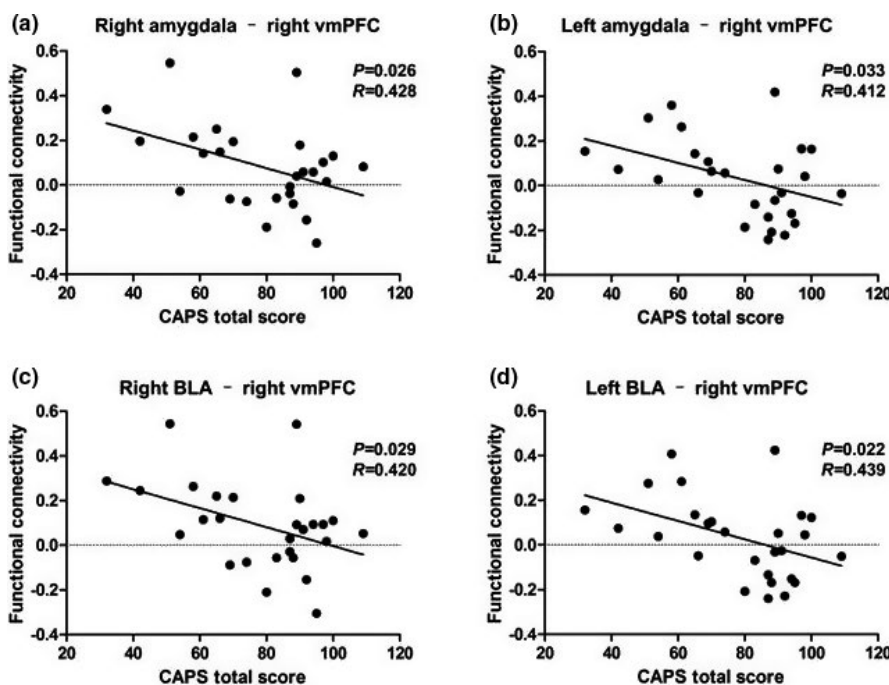 (a) Right amygdala – right vmPFC
Functional connectivity
0.6
0.4
0.2
0.0
-0.2
-0.4
P=0.026
R=0.428
20 40 60 80 100 120
CAPS total score
(b) Left amygdala – right vmPFC
Functional connectivity
0.6
0.4
0.2
0.0
-0.2
-0.4
P=0.033
R=0.412
20 40 60 80 100 120
CAPS total score
(c) Right BLA – right vmPFC
Functional connectivity
0.6
0.4
0.2
0.0
-0.2
-0.4
P=0.029
R=0.420
20 40 60 80 100 120
CAPS total score
(d) Left BLA – right vmPFC
Functional connectivity
0.6
0.4
0.2
0.0
-0.2
-0.4
P=0.022
R=0.439
20 40 60 80 100 120
CAPS total score